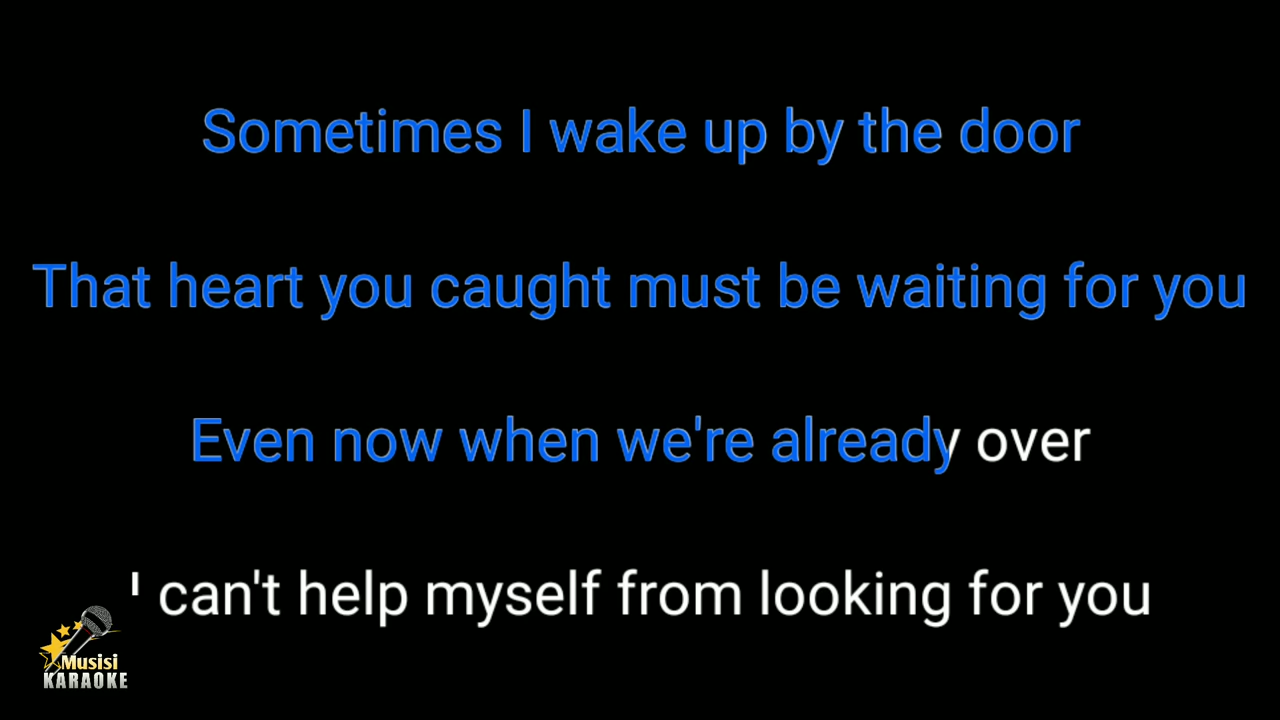 Sometimes I wake up by the door
That heart you caught must be waiting for you
Even now when we're already over
I can't help myself from looking for you
Musisi
KARAOKE